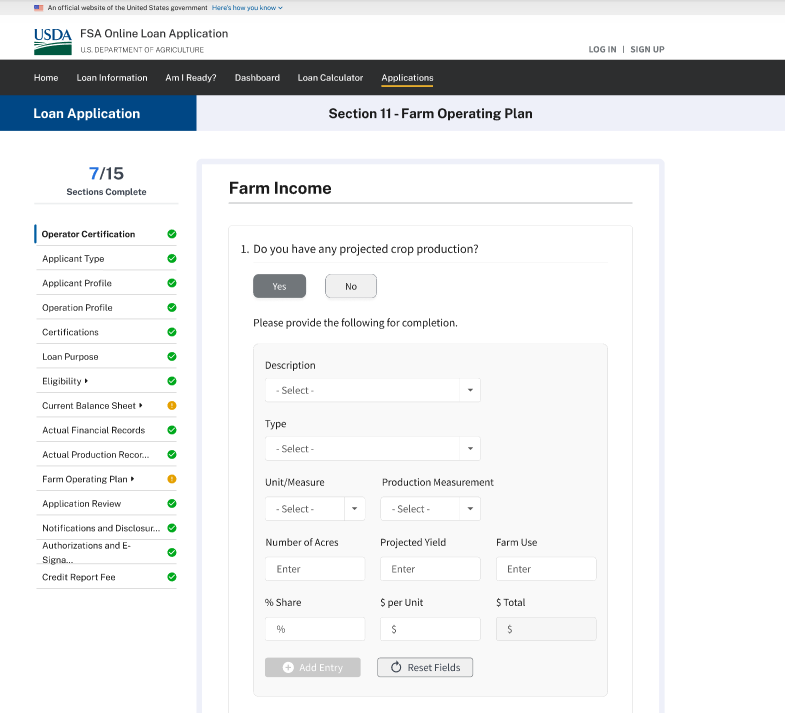 An official website of the United States government Here's how you know
USDA FSA Online Loan Application
U.S. DEPARTMENT OF AGRICULTURE
LOG IN | SIGN UP
Home Loan Information Am I Ready? Dashboard Loan Calculator Applications
Loan Application
Section 11 - Farm Operating Plan
7/15
Sections Complete
Operator Certification
Applicant Type
Applicant Profile
Operation Profile
Certifications
Loan Purpose
Eligibility
Current Balance Sheet
Actual Financial Records
Actual Production Recor...
Farm Operating Plan
Application Review
Notifications and Disclosur...
Authorizations and E-
Signa...
Credit Report Fee
Farm Income
1. Do you have any projected crop production?
Yes No
Please provide the following for completion.
Description
- Select -
Type
- Select -
Unit/Measure Production Measurement
- Select - - Select -
Number of Acres Projected Yield Farm Use
Enter Enter Enter
% Share $ per Unit $ Total
% $ $
Add Entry Reset Fields